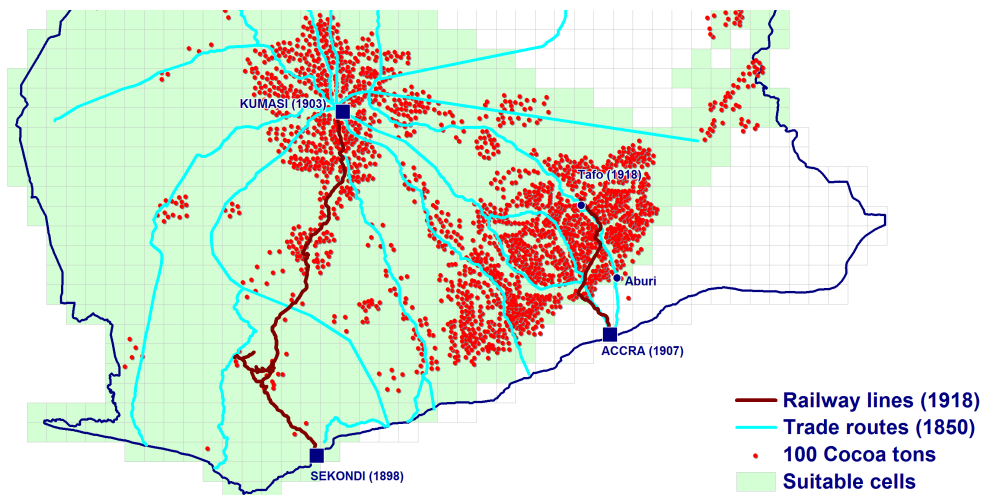 KUMASI (1903)
Tafo (1918)
Aburi
ACCRA (1907)
SEKONDI (1898)
Railway lines (1918)
Trade routes (1850)
100 Cocoa tons
Suitable cells